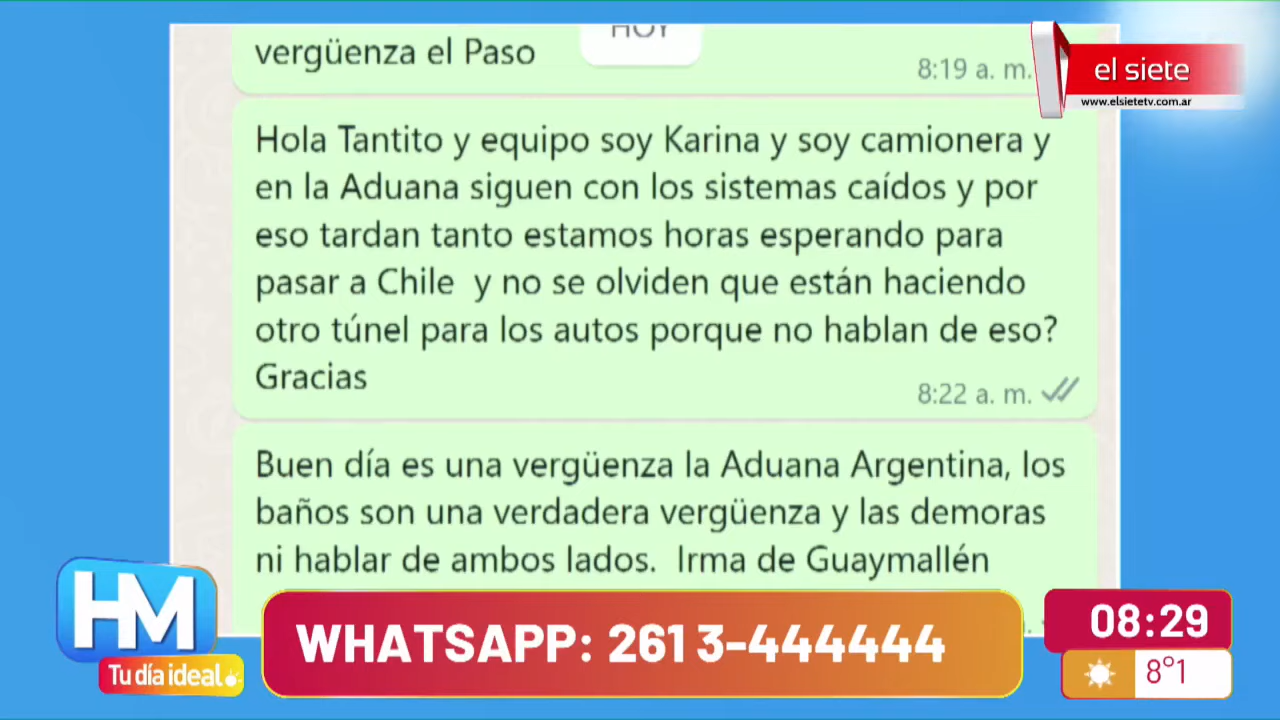 HOY
vergüenza el Paso
8:19 a. m.
el siete
www.elsietetv.com.ar
Hola Tantito y equipo soy Karina y soy camionera y
en la Aduana siguen con los sistemas caídos y por
eso tardan tanto estamos horas esperando para
pasar a Chile  y no se olviden que están haciendo
otro túnel para los autos porque no hablan de eso?
Gracias
8:22 a. m.
Buen día es una vergüenza la Aduana Argentina, los
baños son una verdadera vergüenza y las demoras
ni hablar de ambos lados.  Irma de Guaymallén
HM
Tu día ideal
WHATSAPP: 2613-444444
08:29
8°1